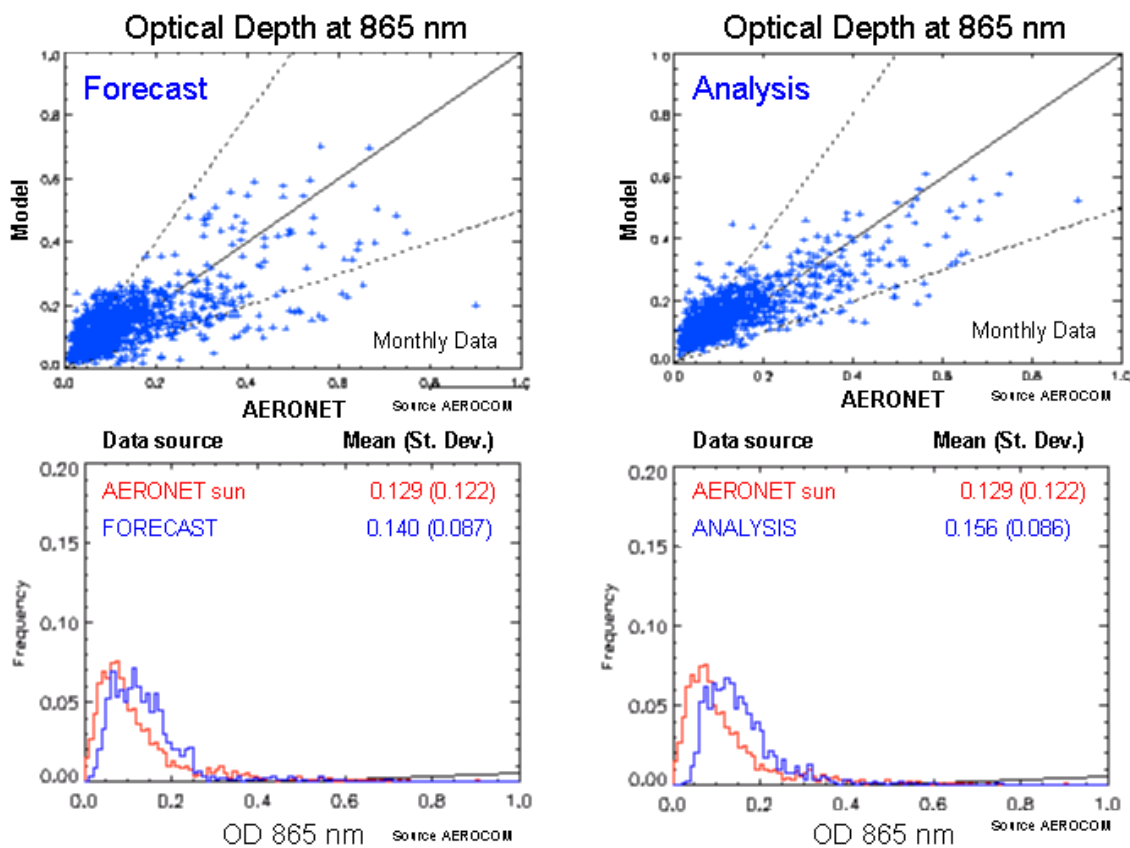 Optical Depth at 865 nm
Forecast
Model
1.0
0.8
0.6
0.4
0.2
0.0
0.0 0.2 0.4 0.6 0.8 1.0
Monthly Data
AERONET
Source AEROCOM
Optical Depth at 865 nm
Analysis
Model
1.0
0.8
0.6
0.4
0.2
0.0
0.0 0.2 0.4 0.6 0.8 1.0
Monthly Data
AERONET
Source AEROCOM
Data source Mean (St. Dev.)
AERONET sun 0.129 (0.122)
FORECAST 0.140 (0.087)
Frequency
0.20
0.15
0.10
0.05
0.00
0.0 0.2 0.4 0.6 0.8 1.0
OD 865 nm
Source AEROCOM
Data source Mean (St. Dev.)
AERONET sun 0.129 (0.122)
ANALYSIS 0.156 (0.086)
Frequency
0.20
0.15
0.10
0.05
0.00
0.0 0.2 0.4 0.6 0.8 1.0
OD 865 nm
Source AEROCOM